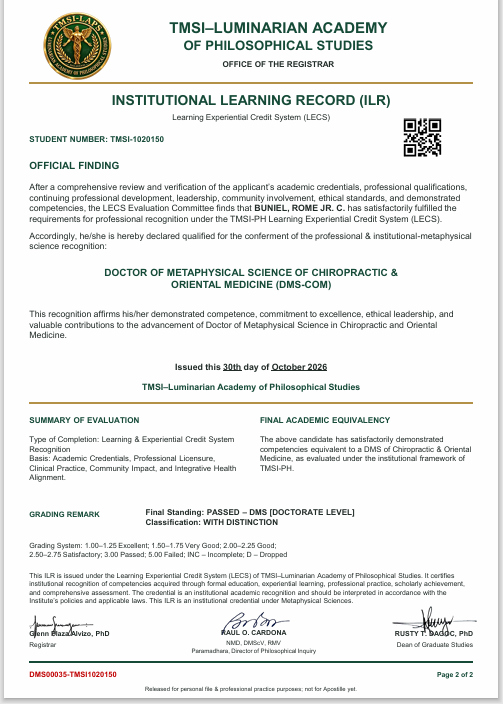 TMSI–LUMINARIAN ACADEMY
OF PHILOSOPHICAL STUDIES
OFFICE OF THE REGISTRAR
INSTITUTIONAL LEARNING RECORD (ILR)
Learning Experiential Credit System (LECS)
STUDENT NUMBER: TMSI-1020150
OFFICIAL FINDING
After a comprehensive review and verification of the applicant's academic credentials, professional qualifications,
continuing professional development, leadership, community involvement, ethical standards, and demonstrated
competencies, the LECS Evaluation Committee finds that BUNIEL, ROME JR. C. has satisfactorily fulfilled the
requirements for professional recognition under the TMSI-PH Learning Experiential Credit System (LECS).
Accordingly, he/she is hereby declared qualified for the conferment of the professional & institutional-metaphysical
science recognition:
DOCTOR OF METAPHYSICAL SCIENCE OF CHIROPRACTIC &
ORIENTAL MEDICINE (DMS-COM)
This recognition affirms his/her demonstrated competence, commitment to excellence, ethical leadership, and
valuable contributions to the advancement of Doctor of Metaphysical Science in Chiropractic and Oriental
Medicine.
Issued this 30th day of October 2026
TMSI–Luminarian Academy of Philosophical Studies
SUMMARY OF EVALUATION
Type of Completion: Learning & Experiential Credit System
Recognition
Basis: Academic Credentials, Professional Licensure,
Clinical Practice, Community Impact, and Integrative Health
Alignment.
FINAL ACADEMIC EQUIVALENCY
The above candidate has satisfactorily demonstrated
competencies equivalent to a DMS of Chiropractic & Oriental
Medicine, as evaluated under the institutional framework of
TMSI-PH.
GRADING REMARK
Final Standing: PASSED – DMS [DOCTORATE LEVEL]
Classification: WITH DISTINCTION
Grading System: 1.00–1.25 Excellent; 1.50–1.75 Very Good; 2.00–2.25 Good;
2.50–2.75 Satisfactory; 3.00 Passed; 5.00 Failed; INC – Incomplete; D – Dropped
This ILR is issued under the Learning Experiential Credit System (LECS) of TMSI–Luminarian Academy of Philosophical Studies. It certifies
institutional recognition of competencies acquired through formal education, experiential learning, professional practice, scholarly achievement,
and comprehensive assessment. The credential is an institutional academic recognition and should be interpreted in accordance with the
Institute's policies and applicable laws. This ILR is an institutional credential under Metaphysical Sciences.
Glenn Plaza Alvizo, PhD
Registrar
RAUL O. CARDONA
NMD, DMScV, RMV
Paramadhara, Director of Philosophical Inquiry
RUSTY T. DAGOC, PhD
Dean of Graduate Studies
DMS00035-TMSI1020150
Page 2 of 2
Released for personal file & professional practice purposes; not for Apostille yet.